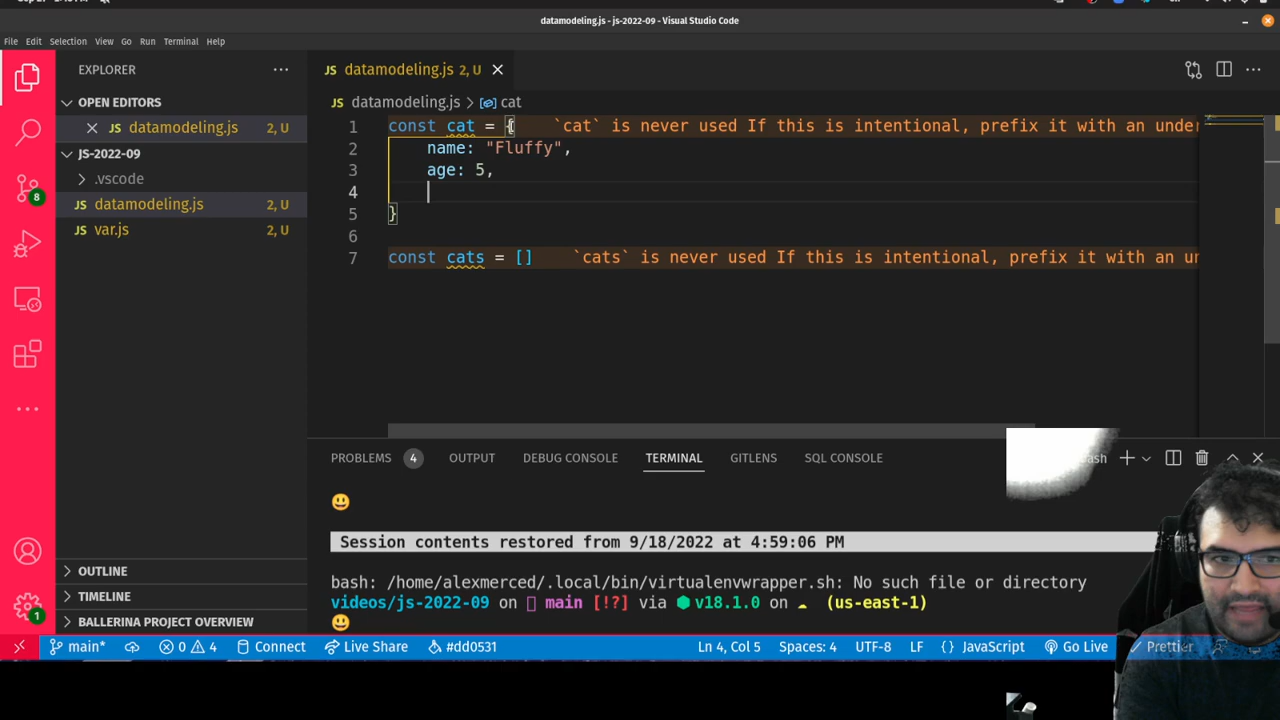 datamodeling.js - js-2022-09 - Visual Studio Code
File Edit Selection View Go Run Terminal Help
EXPLORER
OPEN EDITORS
datamodeling.js 2, U
JS-2022-09
.vscode
JS datamodeling.js 2, U
JS var.js 2, U
OUTLINE
TIMELINE
BALLERINA PROJECT OVERVIEW
8
1
JS datamodeling.js 2, U
JS datamodeling.js > cat
1 const cat = { `cat` is never used If this is intentional, prefix it with an under
2 name: "Fluffy",
3 age: 5,
4
5 }
6
7 const cats = [] `cats` is never used If this is intentional, prefix it with an un
PROBLEMS 4 OUTPUT DEBUG CONSOLE TERMINAL GITLENS SQL CONSOLE
Session contents restored from 9/18/2022 at 4:59:06 PM
bash: /home/alexmerced/.local/bin/virtualenvwrapper.sh: No such file or directory
videos/js-2022-09 on main [!?] via v18.1.0 on (us-east-1)
main* 0 4 Connect Live Share #dd0531 Ln 4, Col 5 Spaces: 4 UTF-8 LF {} JavaScript Go Live Prettier